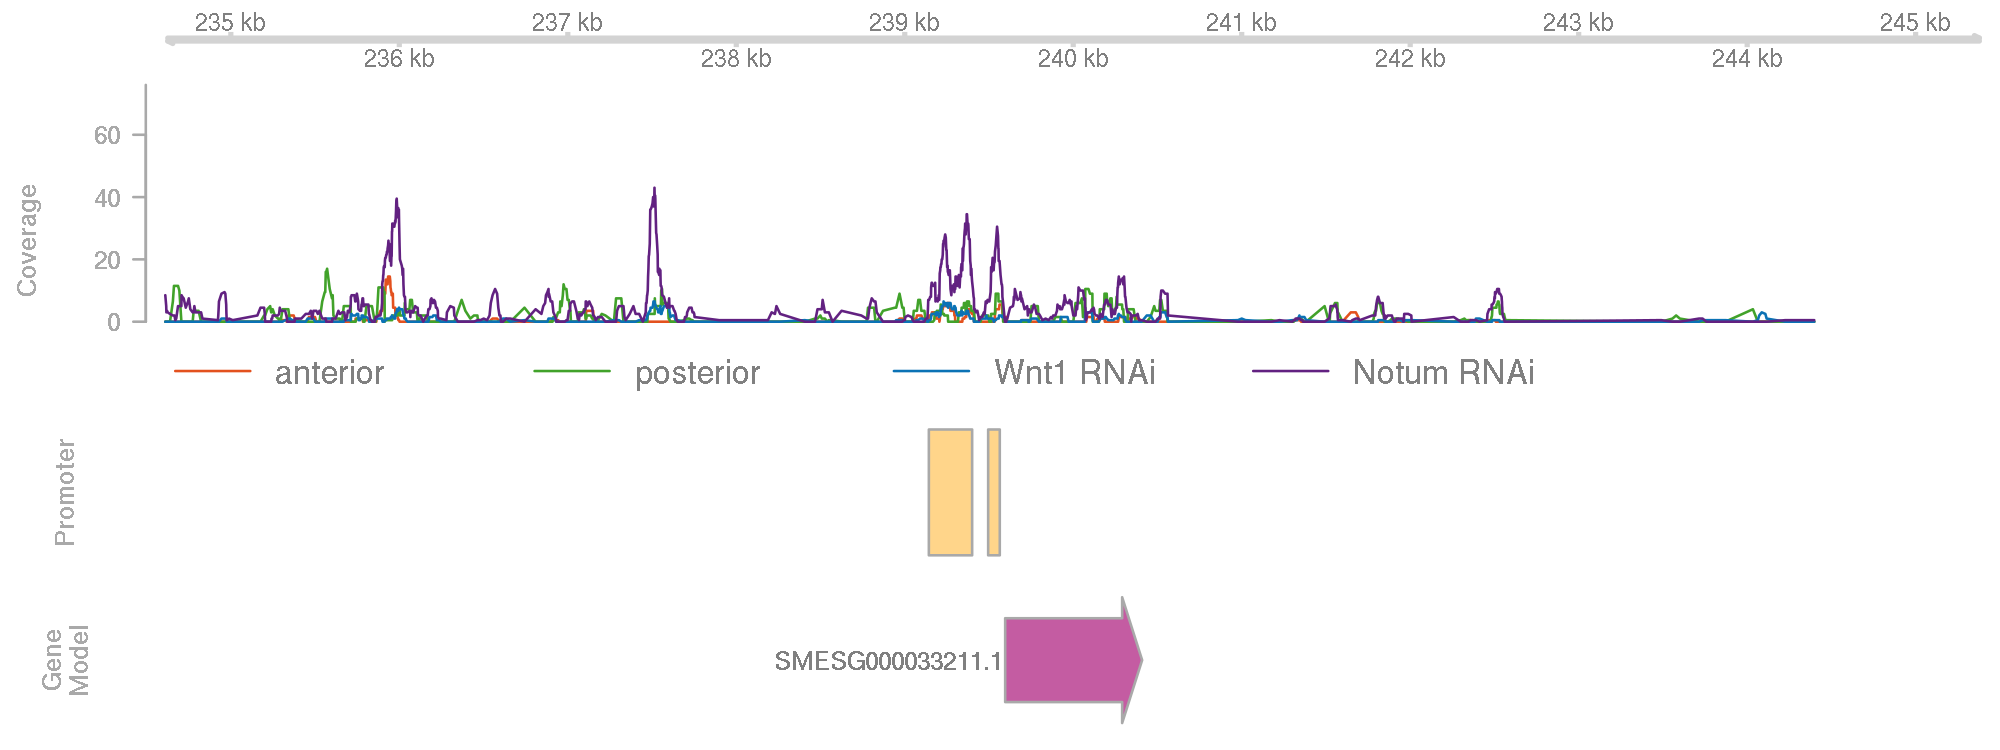 235 kb 237 kb 239 kb 241 kb 243 kb 245 kb
236 kb 238 kb 240 kb 242 kb 244 kb
Coverage
60
40
20
0
anterior posterior Wnt1 RNAi Notum RNAi
Promoter
0
Gene
Model
SMESG000033211.1